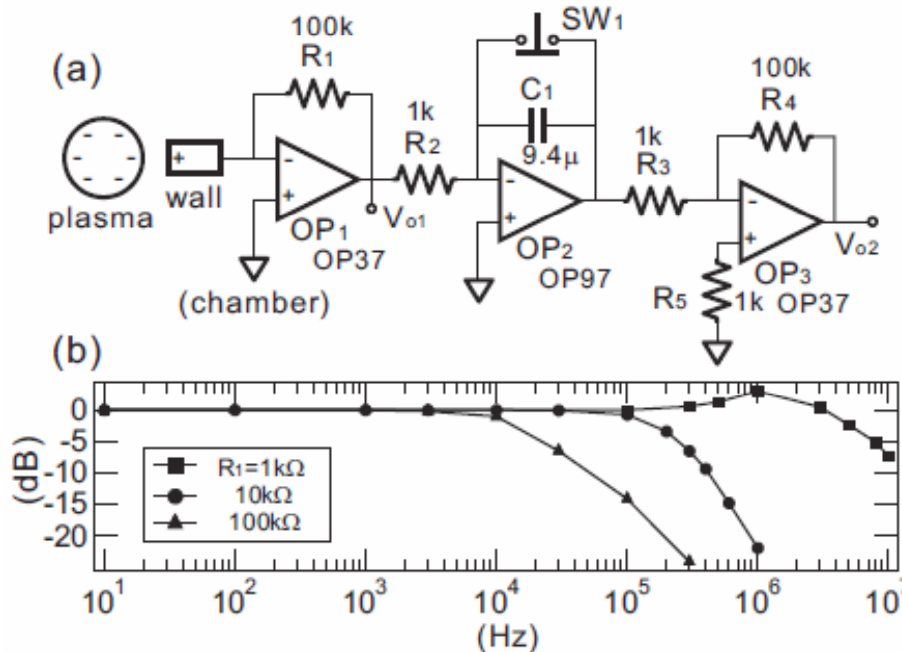 (a)
100k
R1
SW1
C1
9.4μ
100k
R4
1k
R2
1k
R3
+
wall
- - - - - -
plasma
-
+
OP1
OP37
Vo1
-
+
OP2
OP97
-
+
OP3
OP37
Vo2
R5
1k
(chamber)
(b)
0
-5
-10
-15
-20
(dB)
R1=1kΩ
10kΩ
100kΩ
10^1 10^2 10^3 10^4 10^5 10^6
(Hz)